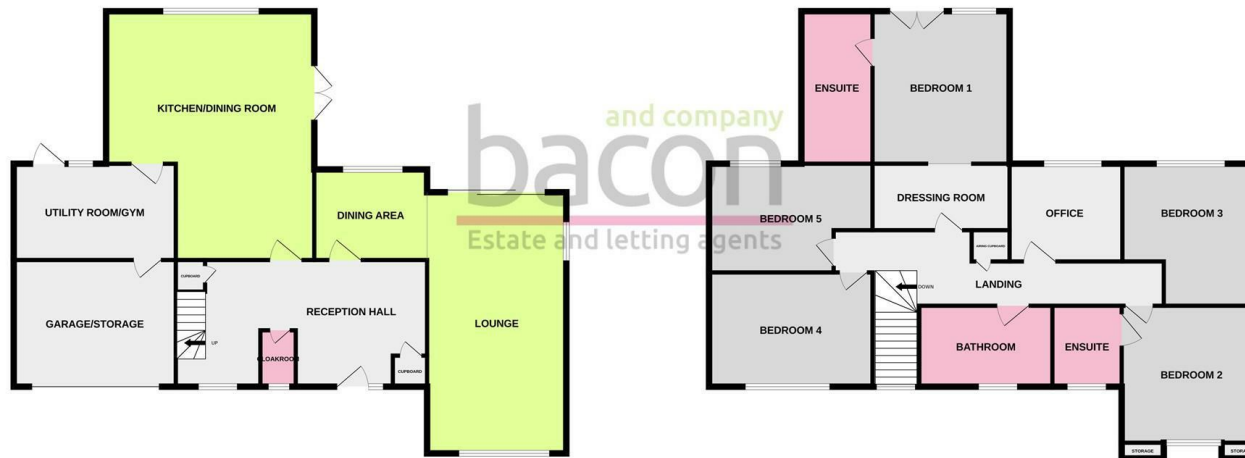 KITCHEN/DINING ROOM
UTILITY ROOM/GYM
DINING AREA
CUPBOARD
GARAGE/STORAGE
RECEPTION HALL
LOUNGE
UP
CLOAKROOM
CUPBOARD
and company
bacon
Estate and letting agents
ENSUITE
BEDROOM 1
BEDROOM 5
DRESSING ROOM
OFFICE
BEDROOM 3
AIRING CUPBOARD
DOWN
LANDING
BEDROOM 4
BATHROOM
ENSUITE
BEDROOM 2
STORAGE